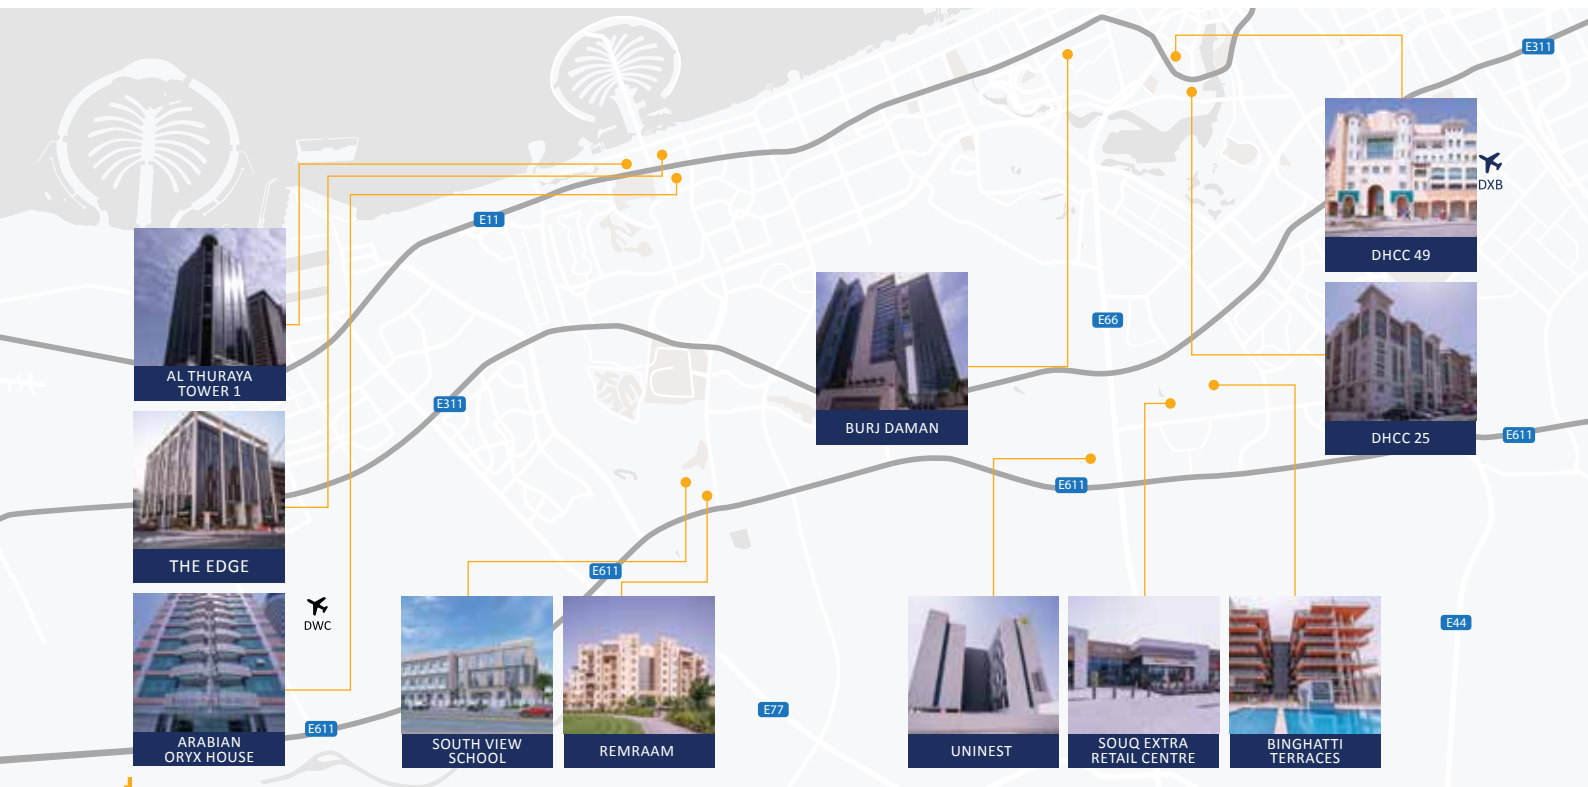 E311
DXB
DHCC 49
E11
E66
AL THURAYA
TOWER 1
E311
BURJ DAMAN
DHCC 25
E611
E611
THE EDGE
E611
DWC
E44
E77
E611
ARABIAN
ORYX HOUSE
SOUTH VIEW
SCHOOL
REMRAAM
UNINEST
SOUQ EXTRA
RETAIL CENTRE
BINGHATTI
TERRACES